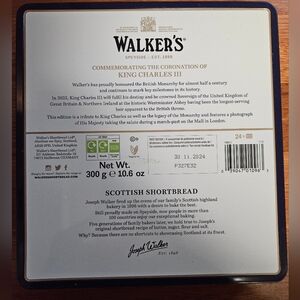 WALKER'S
SPEYSIDE - EST. 1898
COMMEMORATING THE CORONATION OF
KING CHARLES III
Walker's has proudly honoured the British Monarchy for almost half a century
and continues to mark key milestones in its history.
In 2023, King Charles III will fulfil his destiny and be crowned Sovereign of the United Kingdom of
Great Britain & Northern Ireland at the historic Westminster Abbey having been the longest-serving
heir apparent to the British throne.
This edition is a tribute to King Charles as well as the legacy of the Monarchy and features a photograph
of His Majesty taking the salute during a march-past on the Mall in London.
Walker's Shortbread Ltd.
Net Wt.
300 g ℮ 10.6 oz
30 11 2024
24-08
SCOTTISH SHORTBREAD
Joseph Walker fired up the ovens of our family's Scottish highland
bakery in 1898 with a desire to bake the best.
Still proudly made on Speyside, now people in more than
100 countries enjoy our exceptional baking.
Five generations of family bakers later, we hold true to Joseph's
original shortbread recipe of butter, sugar, flour and salt.
Why? Because there are no shortcuts to showcasing Scotland at its finest.
Joseph Walker
Est. 1898